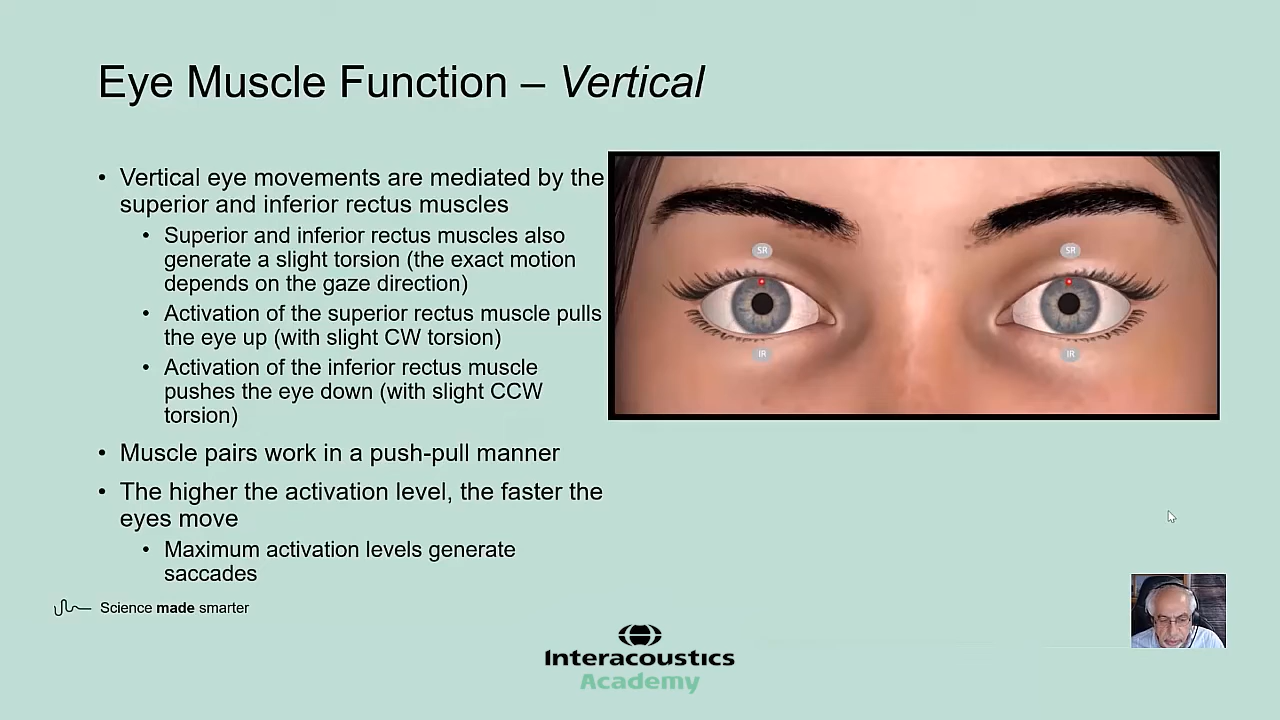 Eye Muscle Function – Vertical
• Vertical eye movements are mediated by the
superior and inferior rectus muscles
• Superior and inferior rectus muscles also
generate a slight torsion (the exact motion
depends on the gaze direction)
• Activation of the superior rectus muscle pulls
the eye up (with slight CW torsion)
• Activation of the inferior rectus muscle
pushes the eye down (with slight CCW
torsion)
• Muscle pairs work in a push-pull manner
• The higher the activation level, the faster the
eyes move
• Maximum activation levels generate
saccades
SR
SR
IR
IR
Science made smarter
Interacoustics
Academy